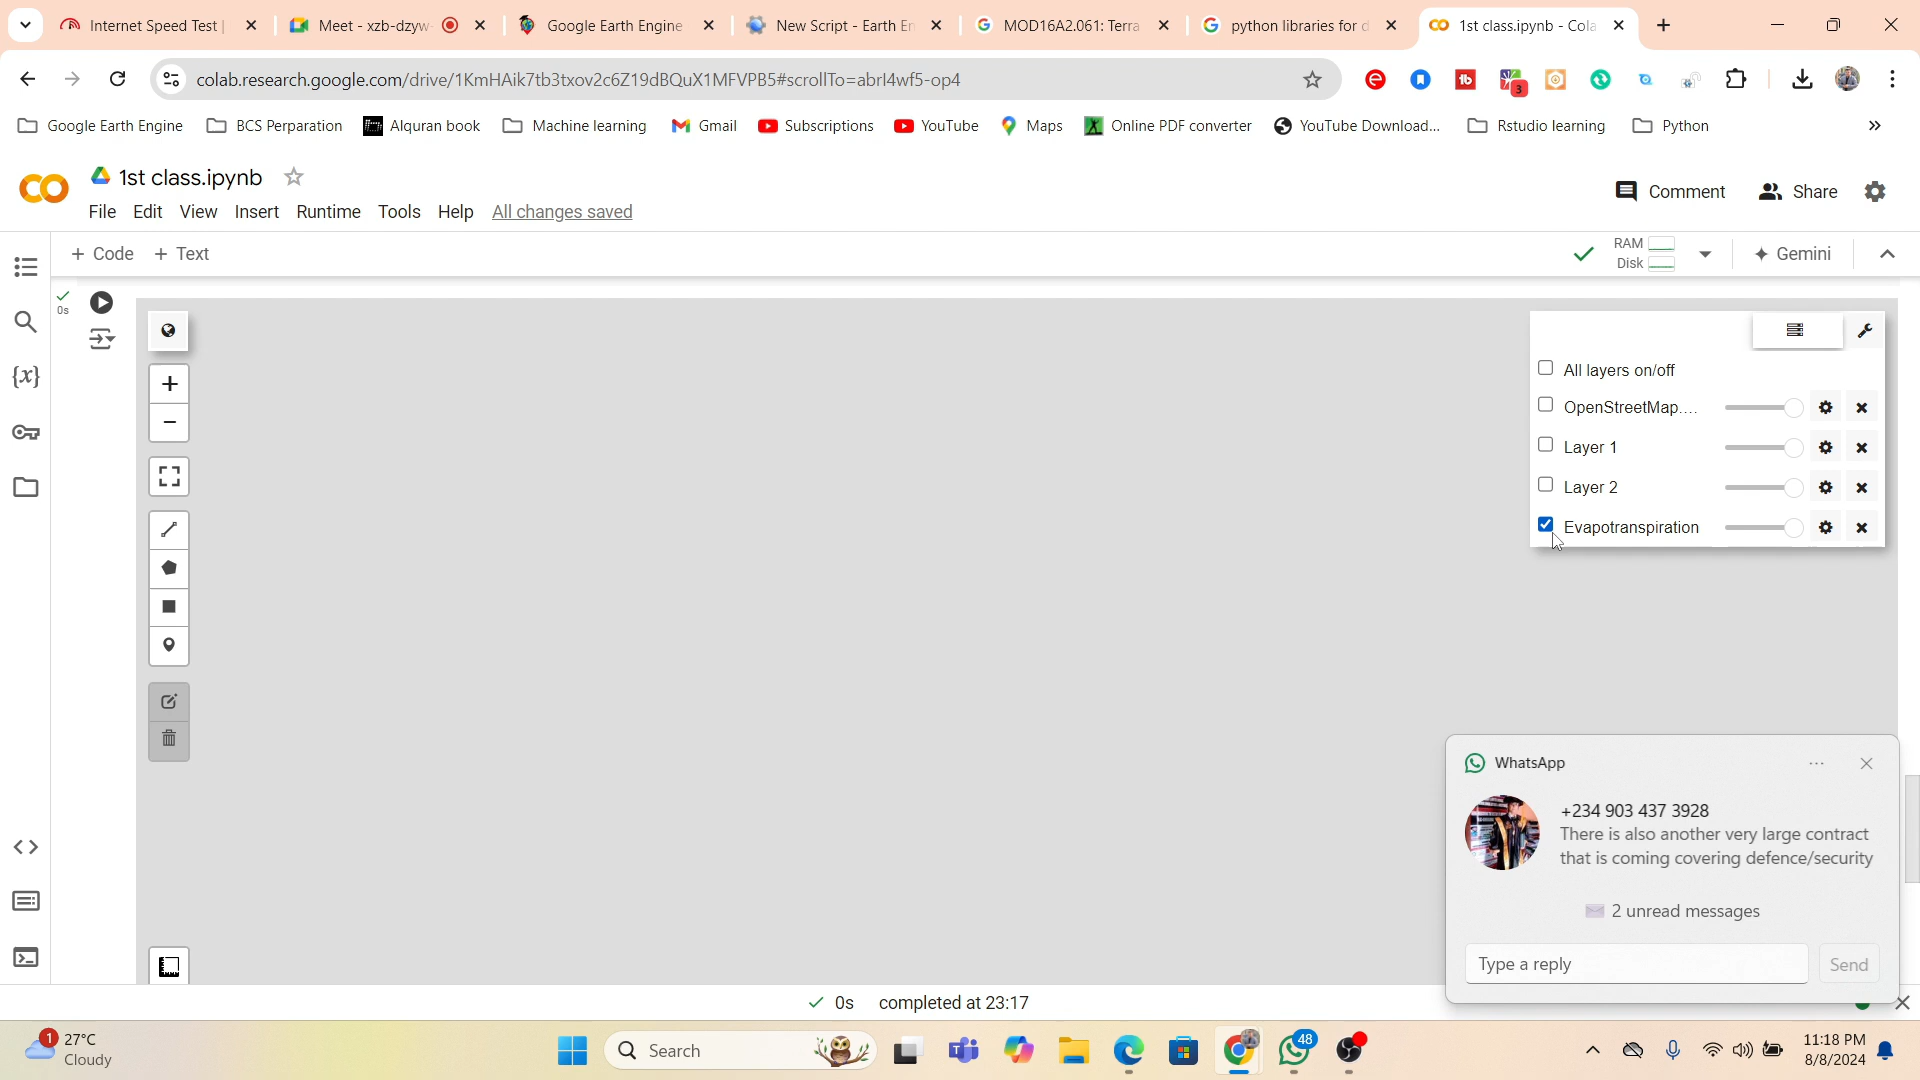 Internet Speed Test |
Meet - xzb-dzyw-
Google Earth Engine
New Script - Earth En
MOD16A2.061: Terra
python libraries for d
1st class.ipynb - Cola
colab.research.google.com/drive/1KmHAik7tb3txov2c6Z19dBQuX1MFVPB5#scrollTo=abrl4wf5-op4
3
Google Earth Engine
BCS Perparation
Alquran book
Machine learning
Gmail
Subscriptions
YouTube
Maps
Online PDF converter
YouTube Download...
Rstudio learning
Python
»
1st class.ipynb
File Edit View Insert Runtime Tools Help All changes saved
Comment
Share
+ Code + Text
RAM
Disk
Gemini
0s
{x}
All layers on/off
OpenStreetMap....
Layer 1
Layer 2
Evapotranspiration
WhatsApp
+234 903 437 3928
There is also another very large contract
that is coming covering defence/security
2 unread messages
Type a reply
Send
0s completed at 23:17
1
27°C
Cloudy
Search
48
11:18 PM
8/8/2024